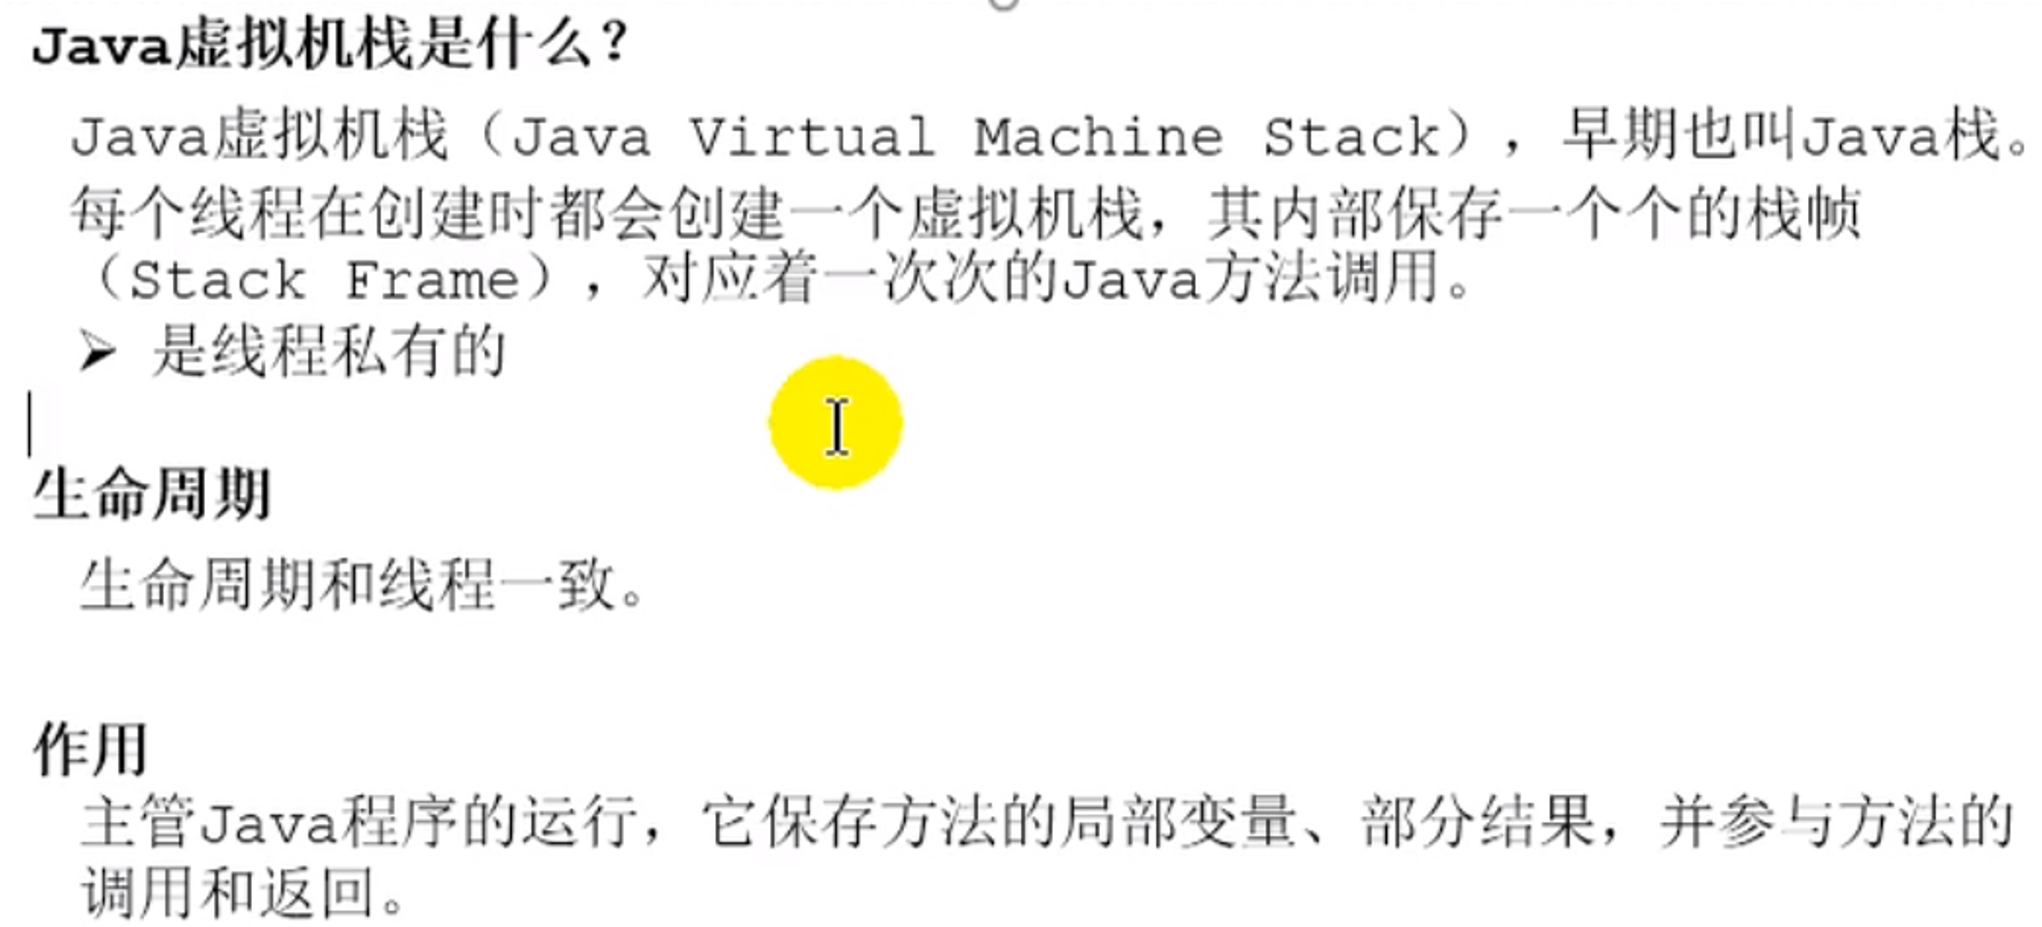 Java虚拟机栈是什么？
Java虚拟机栈（Java Virtual Machine Stack），早期也叫Java栈。
每个线程在创建时都会创建一个虚拟机栈，其内部保存一个个的栈帧
（Stack Frame），对应着一次次的Java方法调用。
➢ 是线程私有的
生命周期
生命周期和线程一致。
作用
主管Java程序的运行，它保存方法的局部变量、部分结果，并参与方法的
调用和返回。